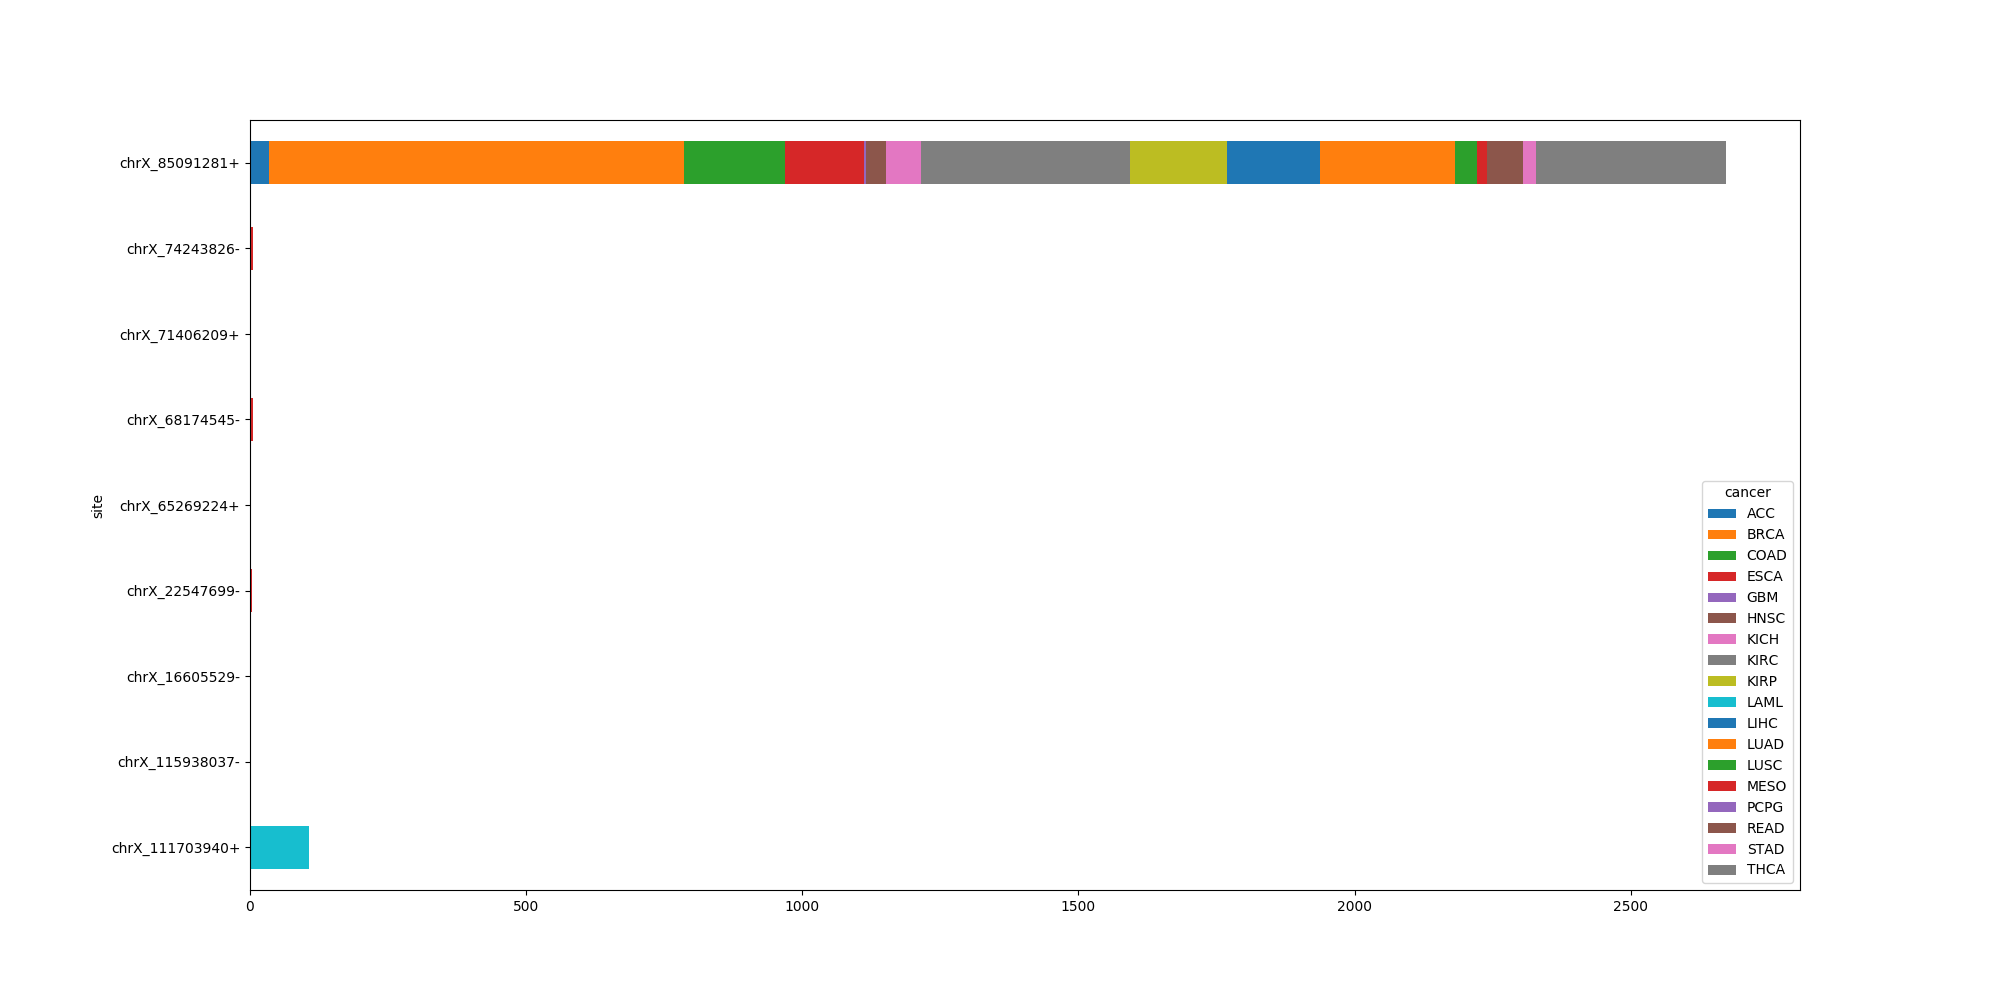 chrX_85091281+
chrX_74243826-
chrX_71406209+
chrX_68174545-
chrX_65269224+
chrX_22547699-
chrX_16605529-
chrX_115938037-
chrX_111703940+
site
0 500 1000 1500 2000 2500
cancer
ACC
BRCA
COAD
ESCA
GBM
HNSC
KICH
KIRC
KIRP
LAML
LIHC
LUAD
LUSC
MESO
PCPG
READ
STAD
THCA